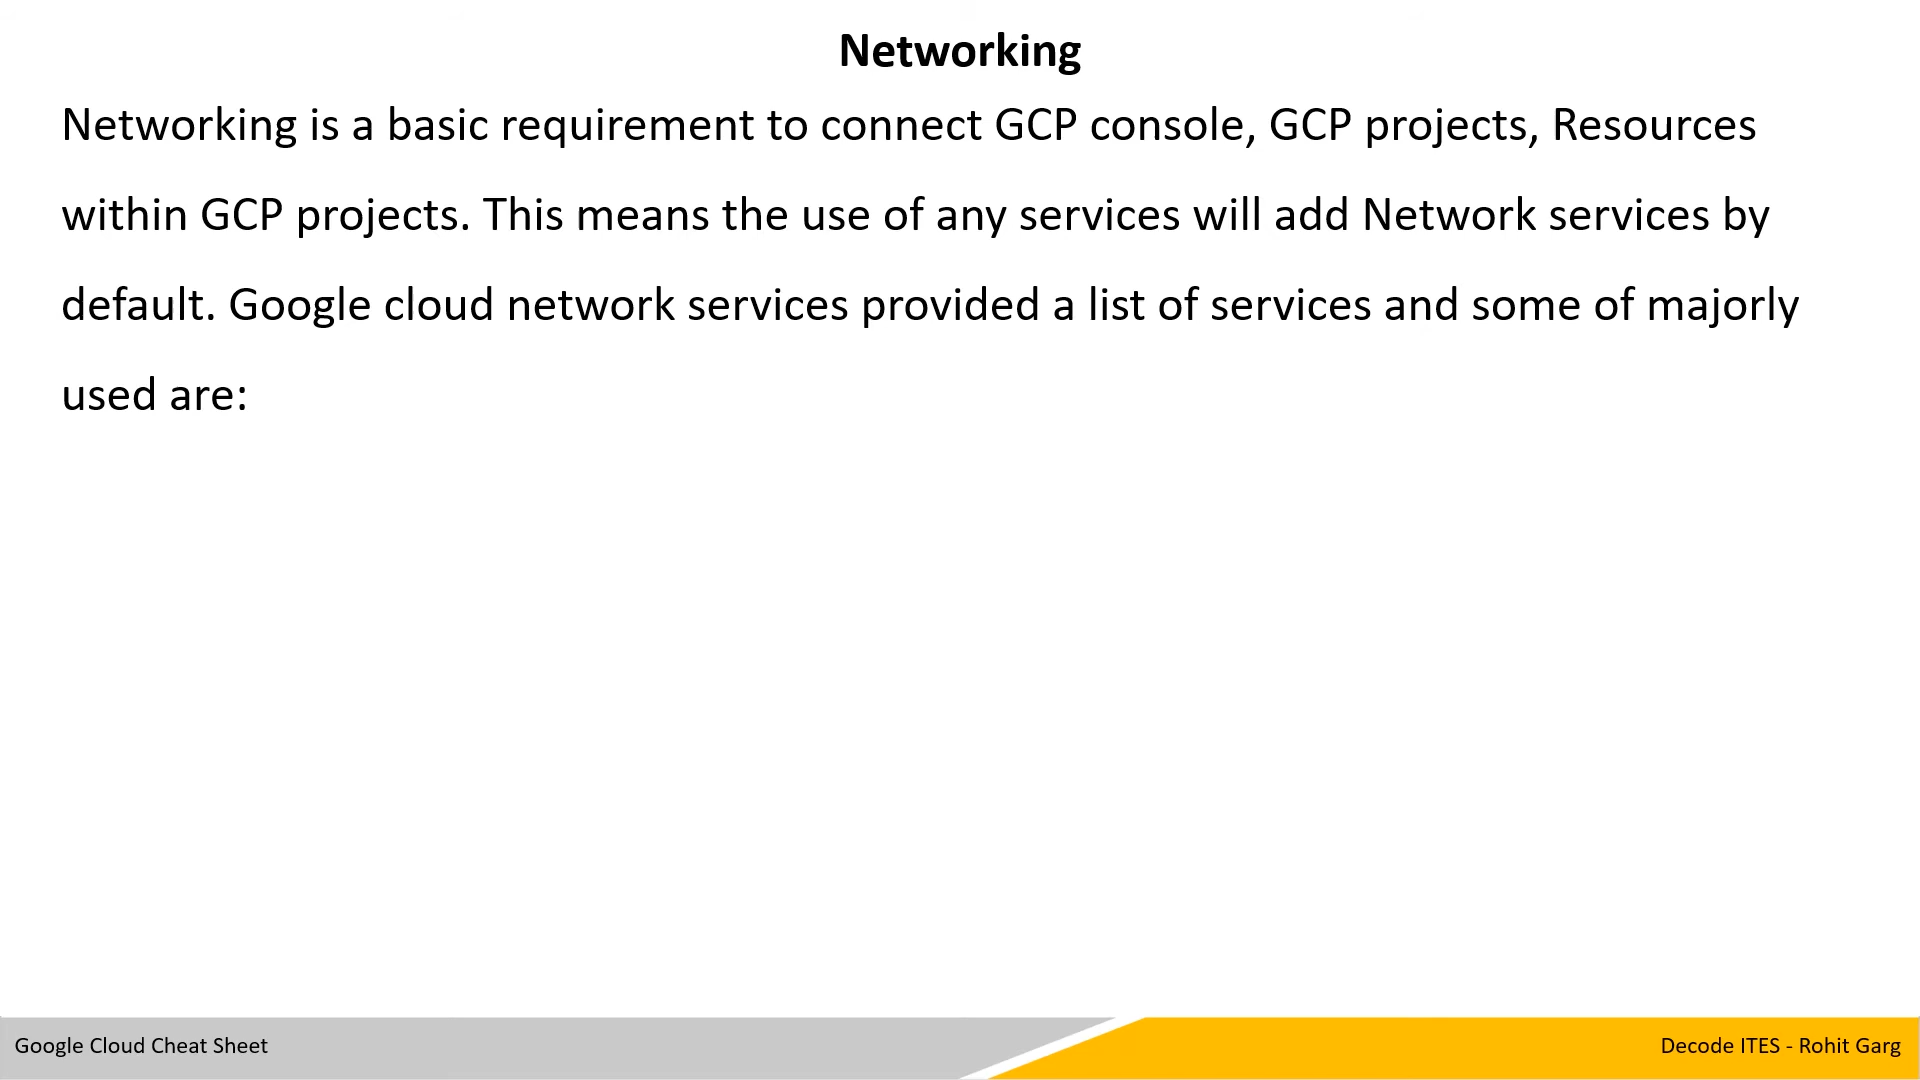 Networking
Networking is a basic requirement to connect GCP console, GCP projects, Resources
within GCP projects. This means the use of any services will add Network services by
default. Google cloud network services provided a list of services and some of majorly
used are:
Google Cloud Cheat Sheet
Decode ITES - Rohit Garg